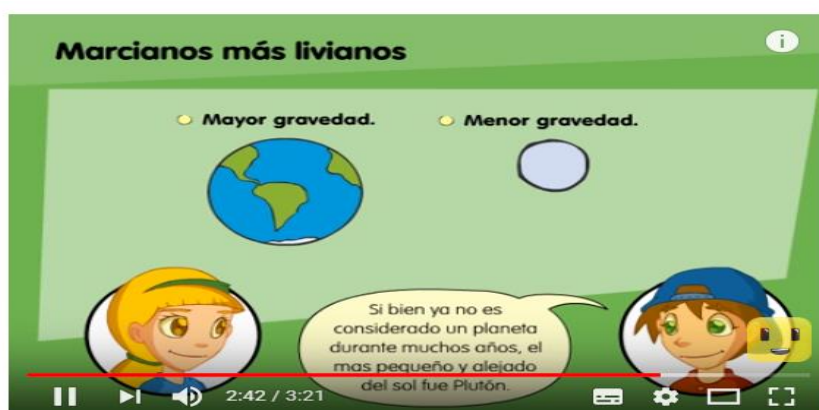 Marcianos más livianos
i
Mayor gravedad.
Menor gravedad.
Si bien ya no es
considerado un planeta
durante muchos años, el
mas pequeño y alejado
del sol fue Plutón.
2:42 / 3:21